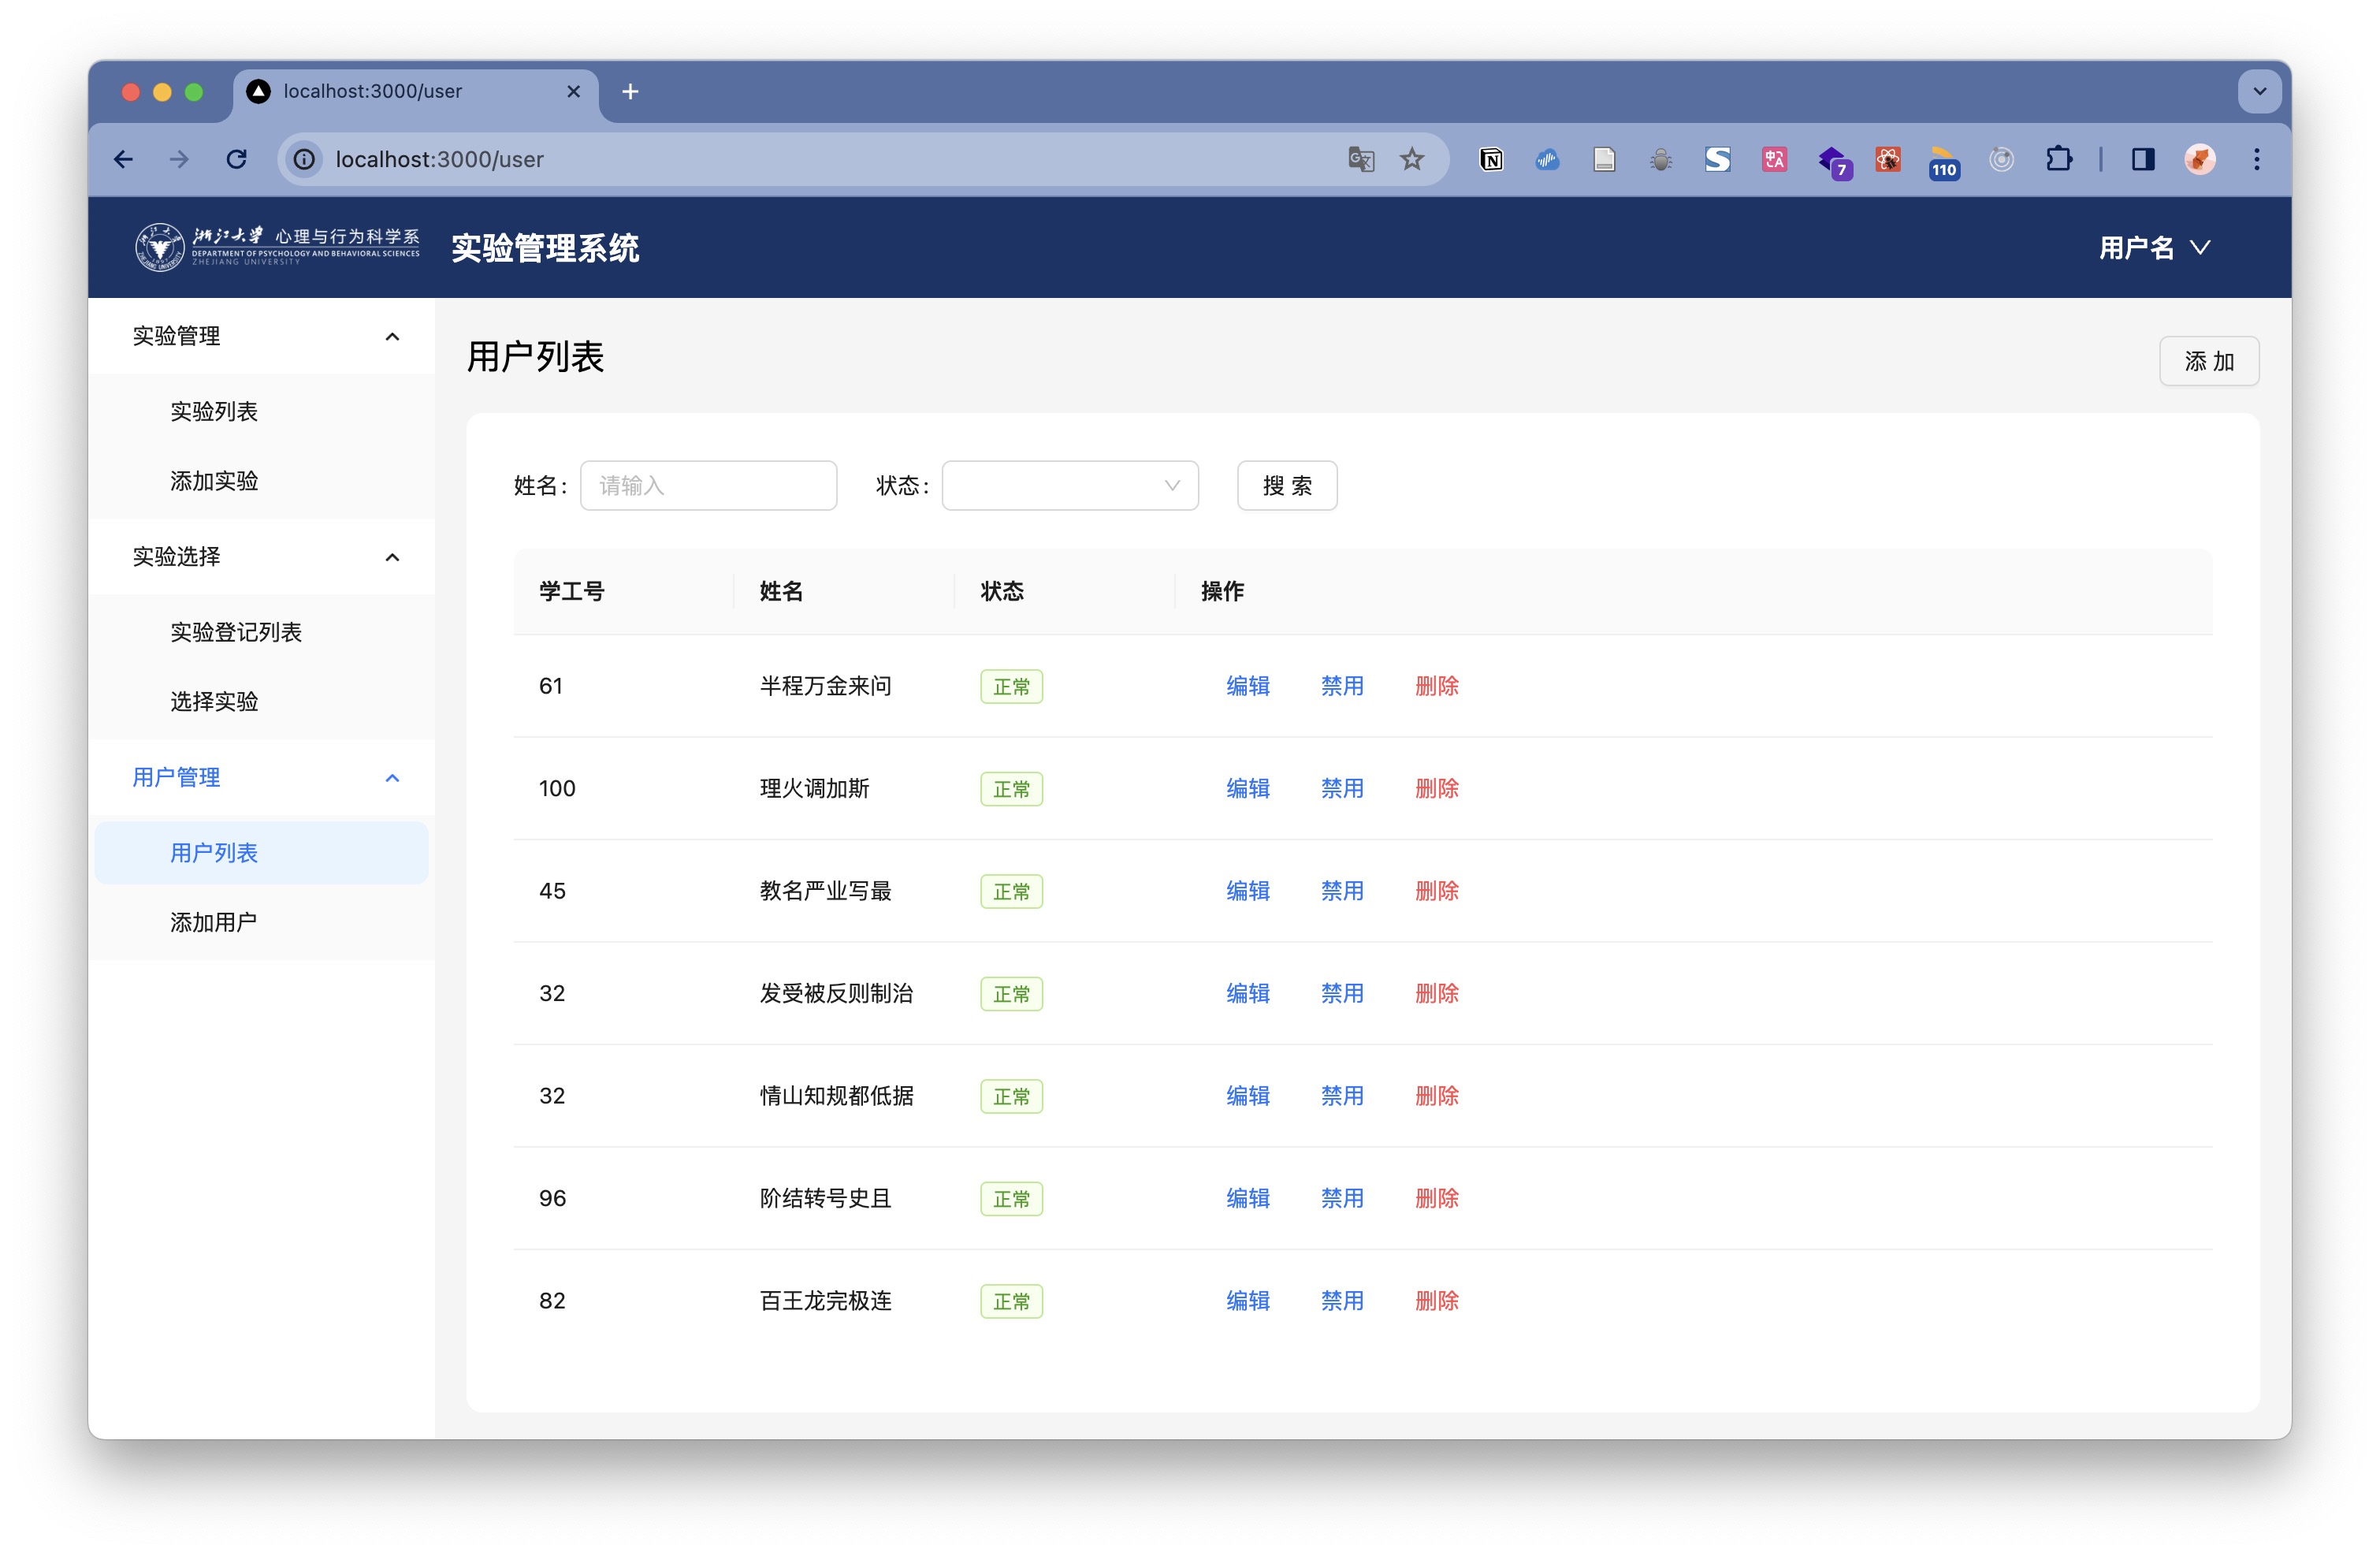 localhost:3000/user
localhost:3000/user
7
110
浙江大学 心理与行为科学系
DEPARTMENT OF PSYCHOLOGY AND BEHAVIORAL SCIENCES
ZHEJIANG UNIVERSITY
实验管理系统
用户名
实验管理
实验列表
添加实验
实验选择
实验登记列表
选择实验
用户管理
用户列表
添加用户
用户列表
添 加
姓名: 请输入 状态: 搜 索
学工号 姓名 状态 操作
61 半程万金来问 正常 编辑 禁用 删除
100 理火调加斯 正常 编辑 禁用 删除
45 教名严业写最 正常 编辑 禁用 删除
32 发受被反则制治 正常 编辑 禁用 删除
32 情山知规都低据 正常 编辑 禁用 删除
96 阶结转号史且 正常 编辑 禁用 删除
82 百王龙完极连 正常 编辑 禁用 删除